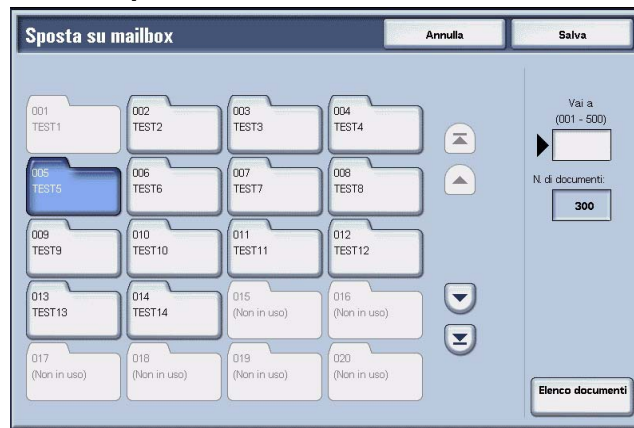 Sposta su mailbox
Annulla
Salva
001
TEST1
002
TEST2
003
TEST3
004
TEST4
005
TEST5
006
TEST6
007
TEST7
008
TEST8
009
TEST9
010
TEST10
011
TEST11
012
TEST12
013
TEST13
014
TEST14
015
(Non in uso)
016
(Non in uso)
017
(Non in uso)
018
(Non in uso)
019
(Non in uso)
020
(Non in uso)
Vai a
(001 - 500)
N. di documenti:
300
Elenco documenti